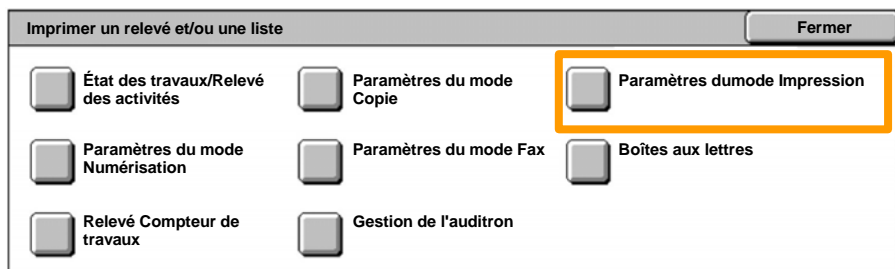 Imprimer un relevé et/ou une liste
Fermer
État des travaux/Relevé
des activités
Paramètres du mode
Copie
Paramètres dumode Impression
Paramètres du mode
Numérisation
Paramètres du mode Fax
Boîtes aux lettres
Relevé Compteur de
travaux
Gestion de l'auditron